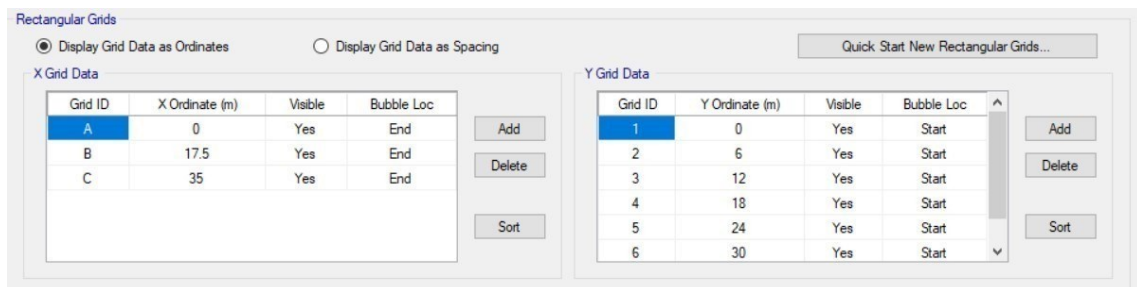 Rectangular Grids
Display Grid Data as Ordinates Display Grid Data as Spacing Quick Start New Rectangular Grids...
X Grid Data
Grid ID X Ordinate (m) Visible Bubble Loc
A 0 Yes End
B 17.5 Yes End
C 35 Yes End
Add
Delete
Sort
Y Grid Data
Grid ID Y Ordinate (m) Visible Bubble Loc
1 0 Yes Start
2 6 Yes Start
3 12 Yes Start
4 18 Yes Start
5 24 Yes Start
6 30 Yes Start
Add
Delete
Sort